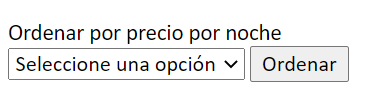 Ordenar por precio por noche
Seleccione una opción Ordenar